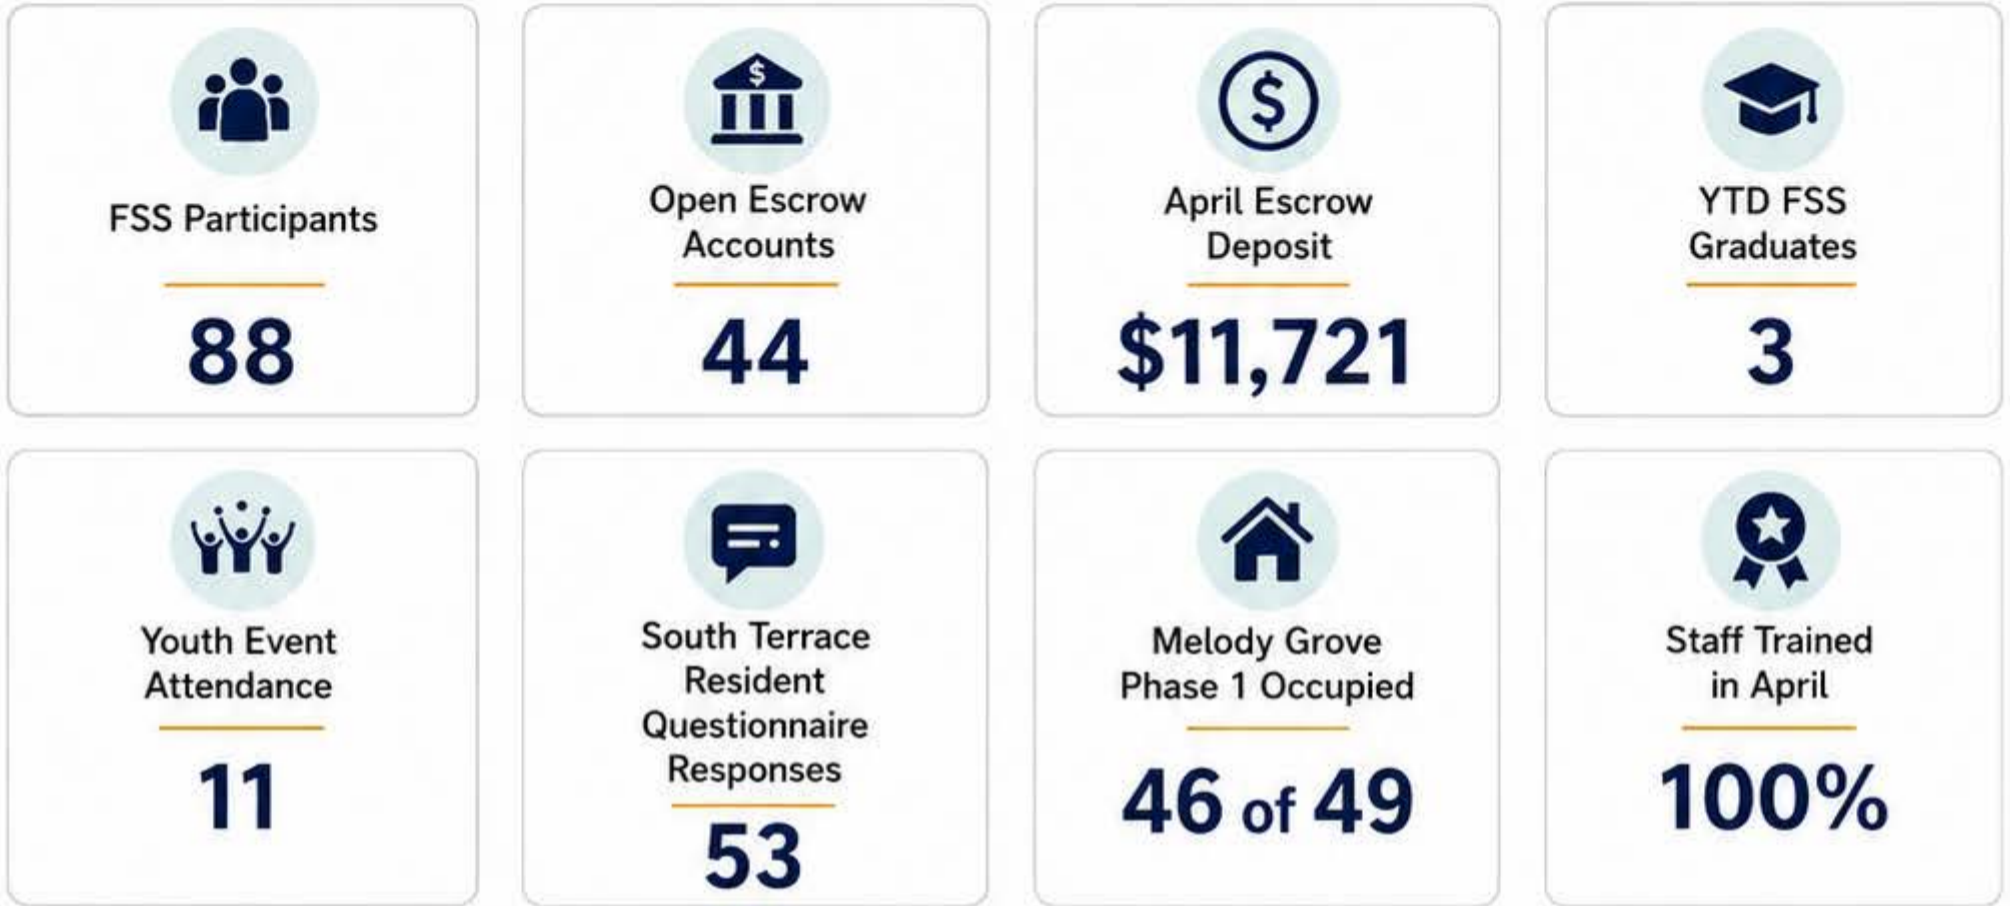 $
$
FSS Participants
88
Open Escrow
Accounts
44
April Escrow
Deposit
$11,721
YTD FSS
Graduates
3
Youth Event
Attendance
11
South Terrace
Resident
Questionnaire
Responses
53
Melody Grove
Phase 1 Occupied
46 of 49
Staff Trained
in April
100%